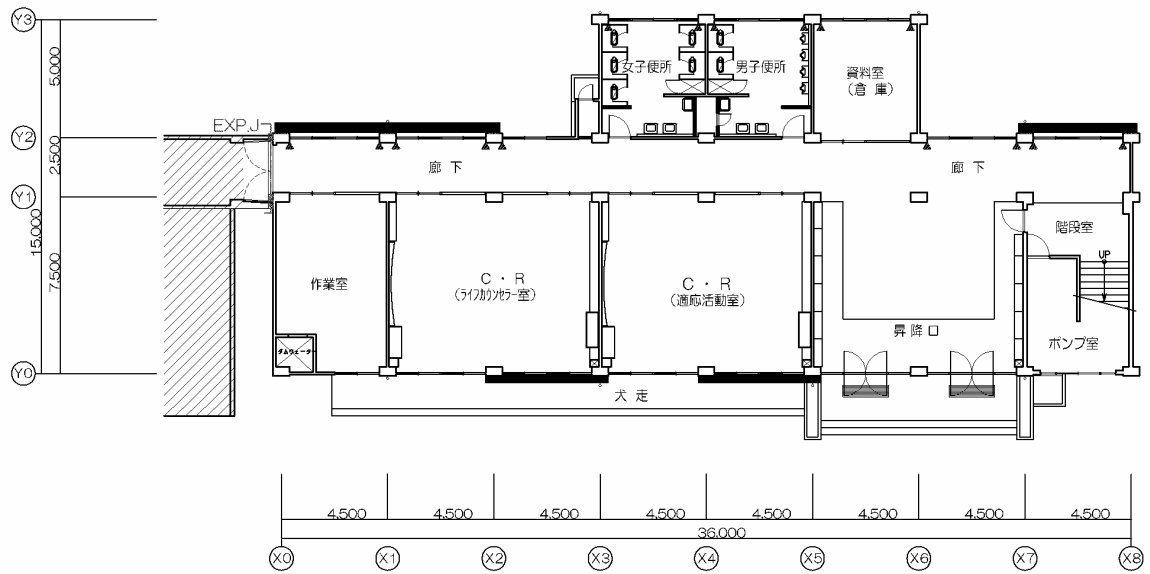 Y3
5,000
女子便所
男子便所
資料室
(倉 庫)
EXP.J
Y2
2,500
廊 下
廊 下
Y1
15,000
7,500
作業室
C・R
(ライフカウンセラー室)
C・R
(適応活動室)
階段室
UP
昇降口
ポンプ室
ダムウェーター
Y0
犬 走
4,500
4,500
4,500
4,500
4,500
4,500
4,500
4,500
36,000
X0
X1
X2
X3
X4
X5
X6
X7
X8